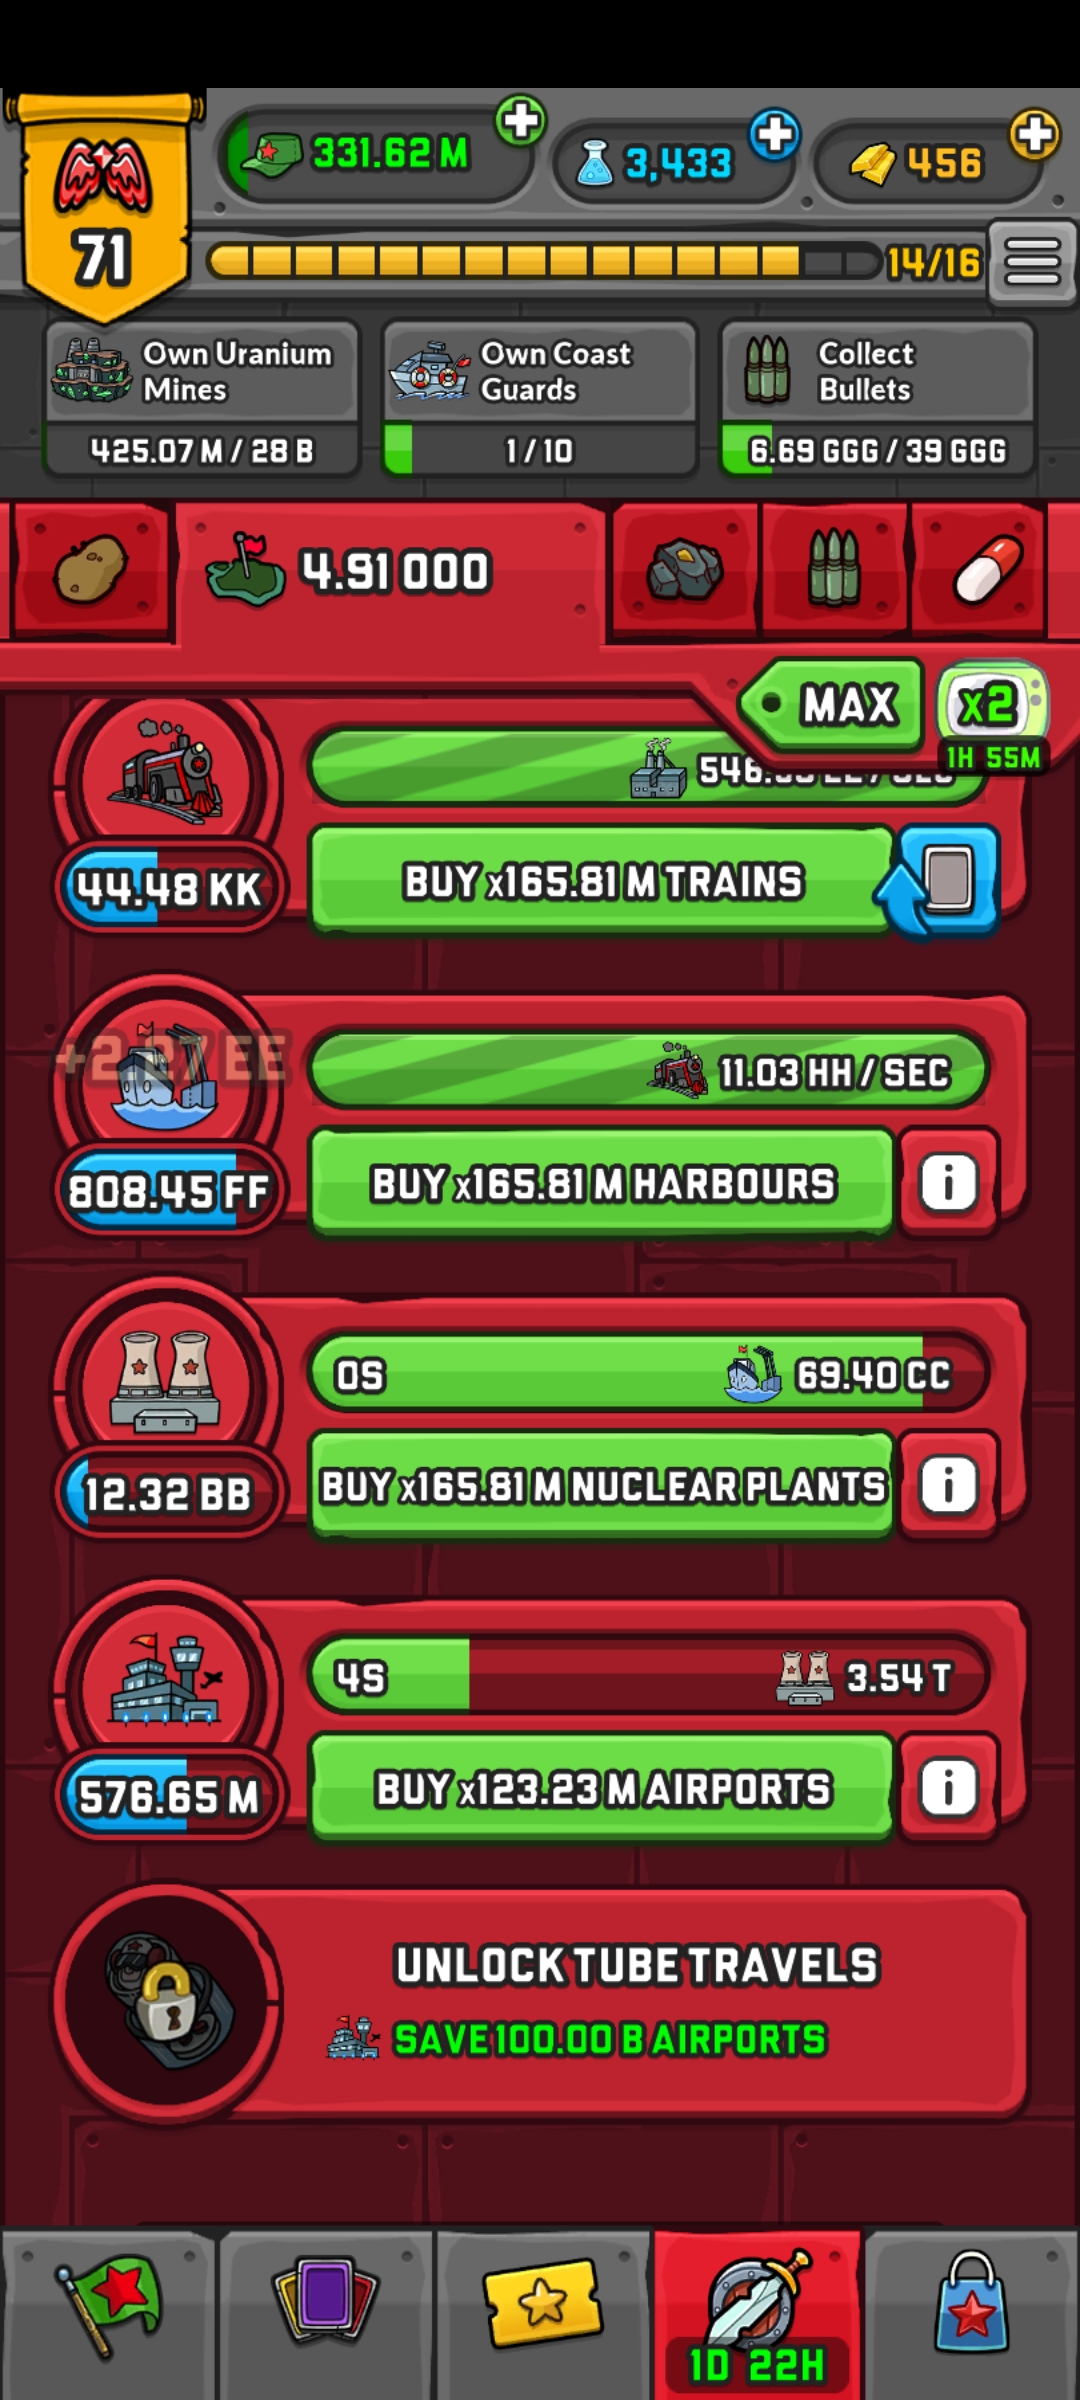 331.62 M
3,433
456
71
14/16
Own Uranium
Mines
425.07 M / 28 B
Own Coast
Guards
1 / 10
Collect
Bullets
6.69 GGG / 39 GGG
4.91 OOO
MAX
x2
1H 55M
44.48 KK
BUY x165.81 M TRAINS
+2.27 EE
11.03 HH / SEC
808.45 FF
BUY x165.81 M HARBOURS
0S
69.40 CC
12.32 BB
BUY x165.81 M NUCLEAR PLANTS
4S
3.54 T
576.65 M
BUY x123.23 M AIRPORTS
UNLOCK TUBE TRAVELS
SAVE 100.00 B AIRPORTS
1D 22H